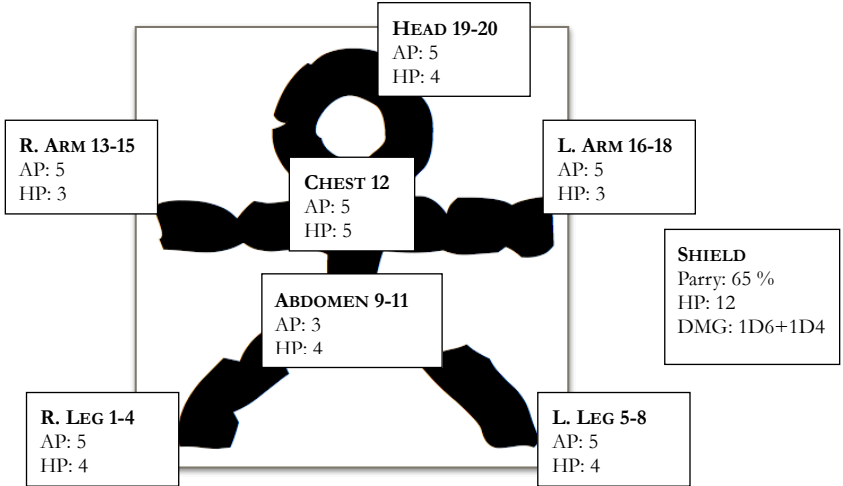 HEAD 19-20
AP: 5
HP: 4
R. ARM 13-15
AP: 5
HP: 3
L. ARM 16-18
AP: 5
HP: 3
CHEST 12
AP: 5
HP: 5
SHIELD
Parry: 65 %
HP: 12
DMG: 1D6+1D4
ABDOMEN 9-11
AP: 3
HP: 4
R. LEG 1-4
AP: 5
HP: 4
L. LEG 5-8
AP: 5
HP: 4